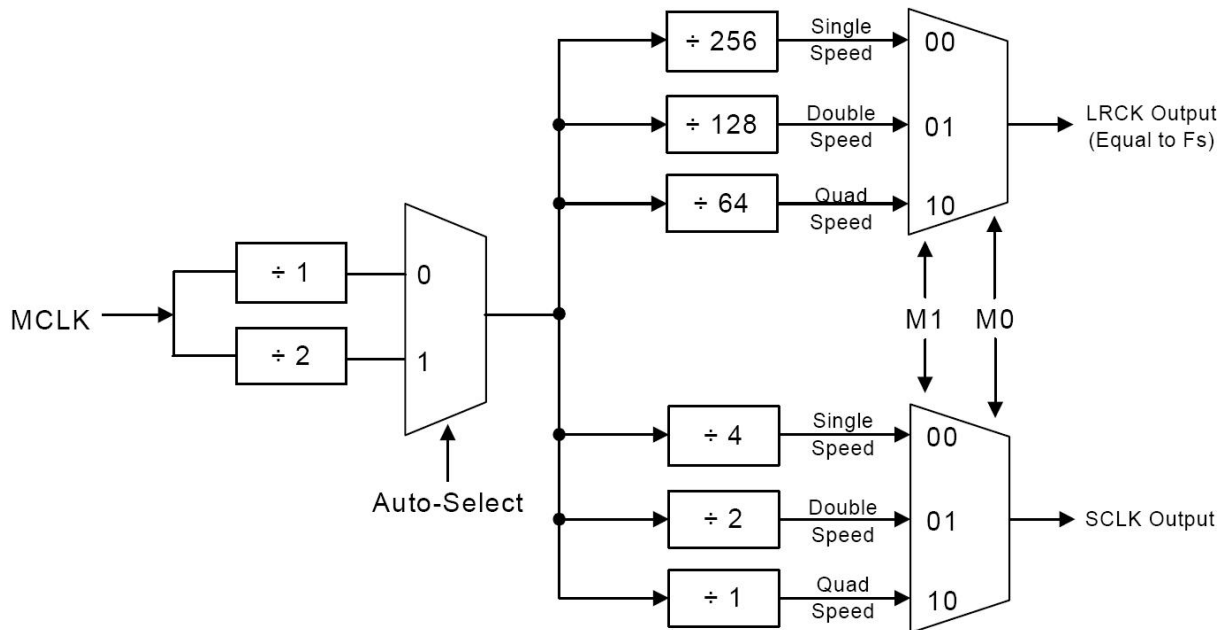 ÷ 256
Single
Speed
00
÷ 128
Double
Speed
01
÷ 64
Quad
Speed
10
LRCK Output
(Equal to Fs)
MCLK
÷ 1
÷ 2
0
1
Auto-Select
M1
M0
÷ 4
Single
Speed
00
÷ 2
Double
Speed
01
÷ 1
Quad
Speed
10
SCLK Output